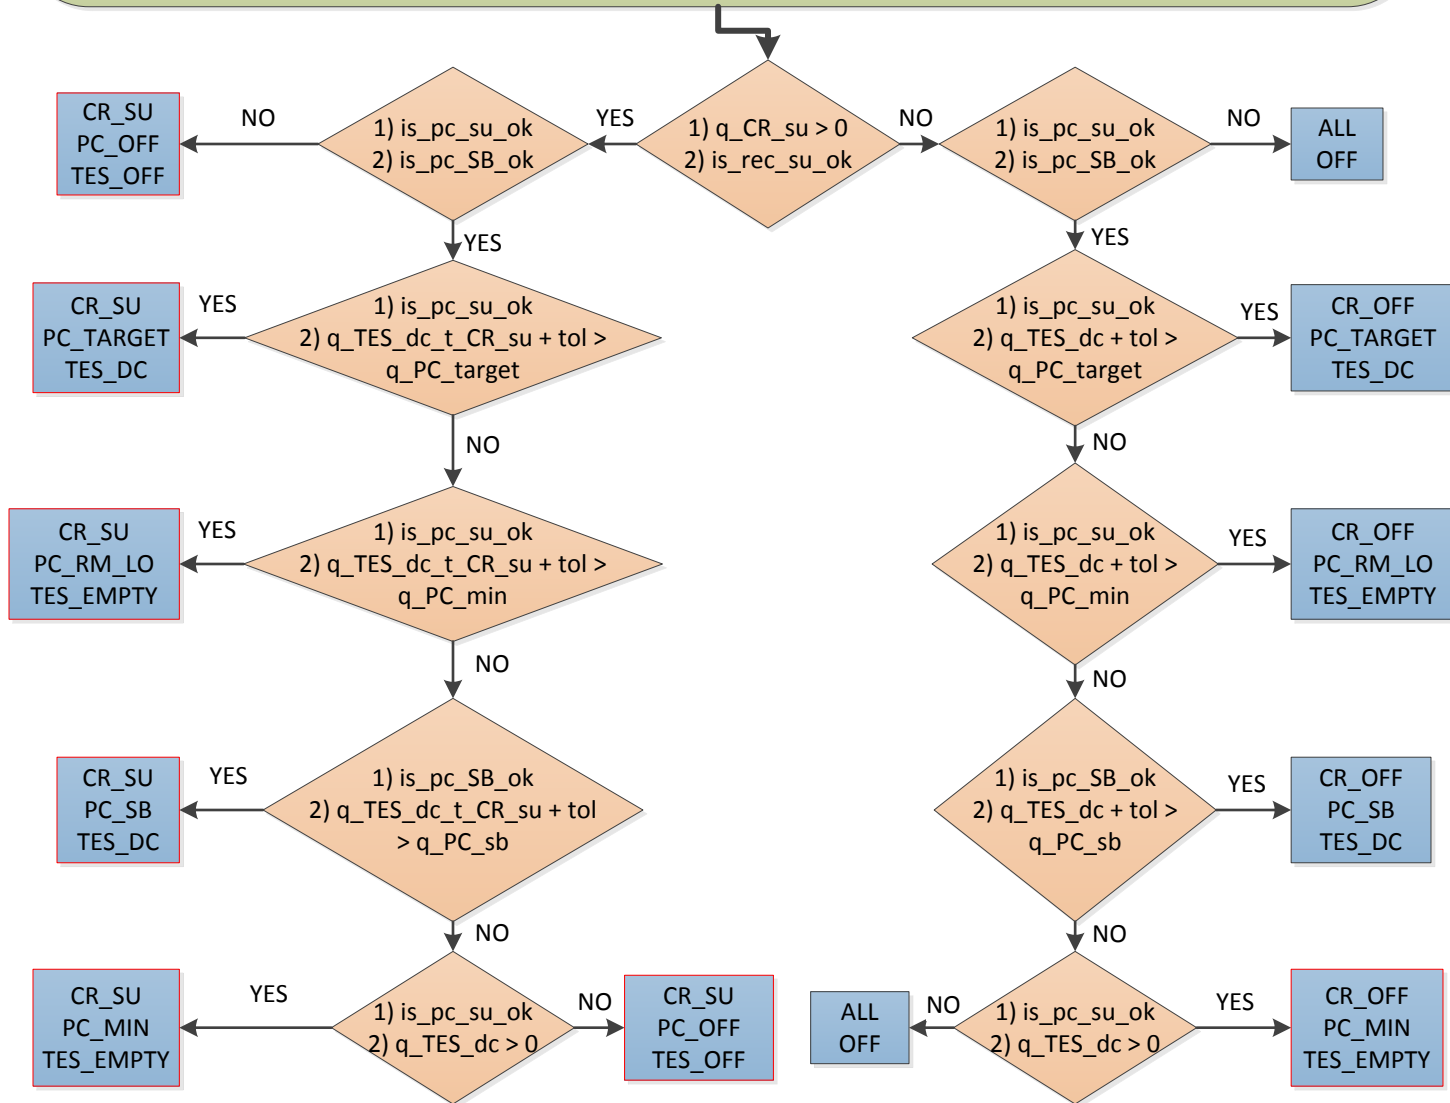 CR_SU
PC_OFF
TES_OFF
NO
1) is_pc_su_ok
2) is_pc_SB_ok
YES
1) q_CR_su > 0
2) is_rec_su_ok
NO
1) is_pc_su_ok
2) is_pc_SB_ok
NO
ALL
OFF
YES
YES
CR_SU
PC_TARGET
TES_DC
YES
1) is_pc_su_ok
2) q_TES_dc_t_CR_su + tol >
q_PC_target
1) is_pc_su_ok
2) q_TES_dc + tol >
q_PC_target
YES
CR_OFF
PC_TARGET
TES_DC
NO
NO
CR_SU
PC_RM_LO
TES_EMPTY
YES
1) is_pc_su_ok
2) q_TES_dc_t_CR_su + tol >
q_PC_min
1) is_pc_su_ok
2) q_TES_dc + tol >
q_PC_min
YES
CR_OFF
PC_RM_LO
TES_EMPTY
NO
NO
CR_SU
PC_SB
TES_DC
YES
1) is_pc_SB_ok
2) q_TES_dc_t_CR_su + tol
> q_PC_sb
1) is_pc_SB_ok
2) q_TES_dc + tol >
q_PC_sb
YES
CR_OFF
PC_SB
TES_DC
NO
NO
CR_SU
PC_MIN
TES_EMPTY
YES
1) is_pc_su_ok
2) q_TES_dc > 0
NO
CR_SU
PC_OFF
TES_OFF
ALL
OFF
NO
1) is_pc_su_ok
2) q_TES_dc > 0
YES
CR_OFF
PC_MIN
TES_EMPTY